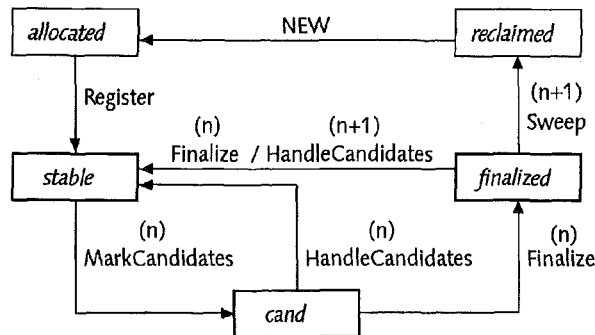 allocated
NEW
reclaimed
Register
(n)
(n+1)
Finalize / HandleCandidates
(n+1)
Sweep
stable
finalized
(n)
MarkCandidates
(n)
HandleCandidates
(n)
Finalize
cand